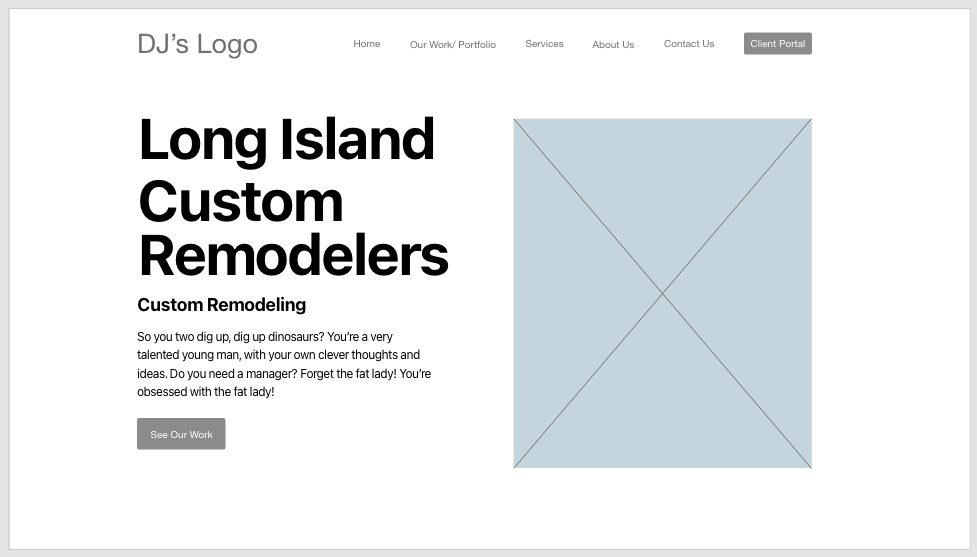 DJ’s Logo
Home
Our Work/ Portfolio
Services
About Us
Contact Us
Client Portal
Long Island
Custom
Remodelers
Custom Remodeling
So you two dig up, dig up dinosaurs? You’re a very
talented young man, with your own clever thoughts and
ideas. Do you need a manager? Forget the fat lady! You’re
obsessed with the fat lady!
See Our Work